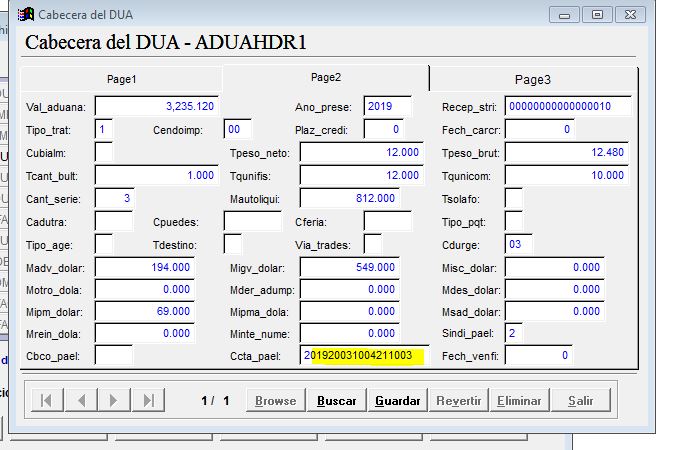 Cabecera del DUA
Cabecera del DUA - ADUAHDR1
Page1 Page2 Page3
Val_aduana: 3,235.120 Ano_prese: 2019 Recep_stri: 00000000000000010
Tipo_trat: 1 Cendoimp: 00 Plaz_credi: 0 Fech_carcr: 0
Cubialm: Tpeso_neto: 12.000 Tpeso_brut: 12.480
Tcant_bult: 1.000 Tqunifis: 12.000 Tqunicom: 10.000
Cant_serie: 3 Mautoliqui: 812.000 Tsolafo:
Cadutra: Cpuedes: Cferia: Tipo_pqt:
Tipo_age: Tdestino: Via_trades: Cdurge: 03
Madv_dolar: 194.000 Migv_dolar: 549.000 Misc_dolar: 0.000
Motro_dola: 0.000 Mder_adump: 0.000 Mdes_dolar: 0.000
Mipm_dolar: 69.000 Mipma_dola: 0.000 Msad_dolar: 0.000
Mrein_dola: 0.000 Minte_nume: 0.000 Sindi_pael: 2
Cbco_pael: Ccta_pael: 201920031004211003 Fech_venfi: 0
1 / 1 Browse Buscar Guardar Revertir Eliminar Salir